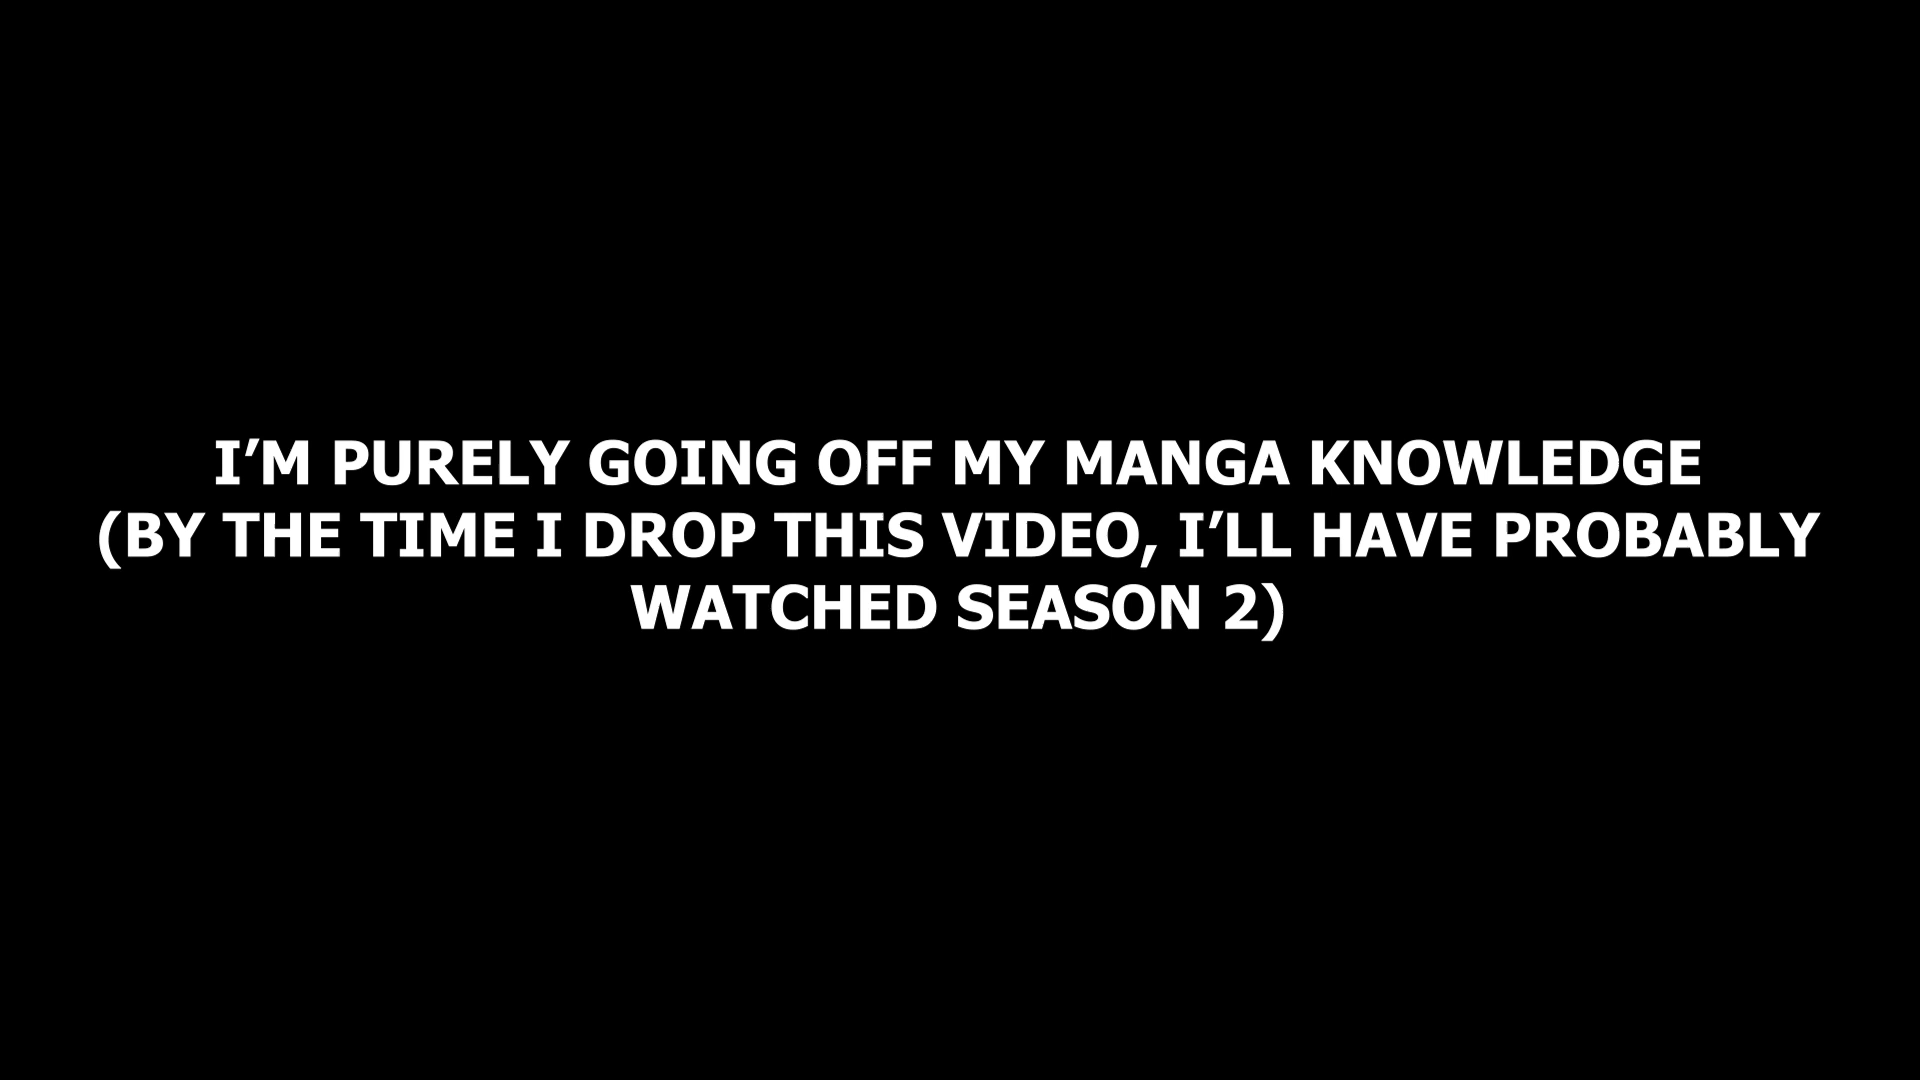 I’M PURELY GOING OFF MY MANGA KNOWLEDGE
(BY THE TIME I DROP THIS VIDEO, I’LL HAVE PROBABLY
WATCHED SEASON 2)